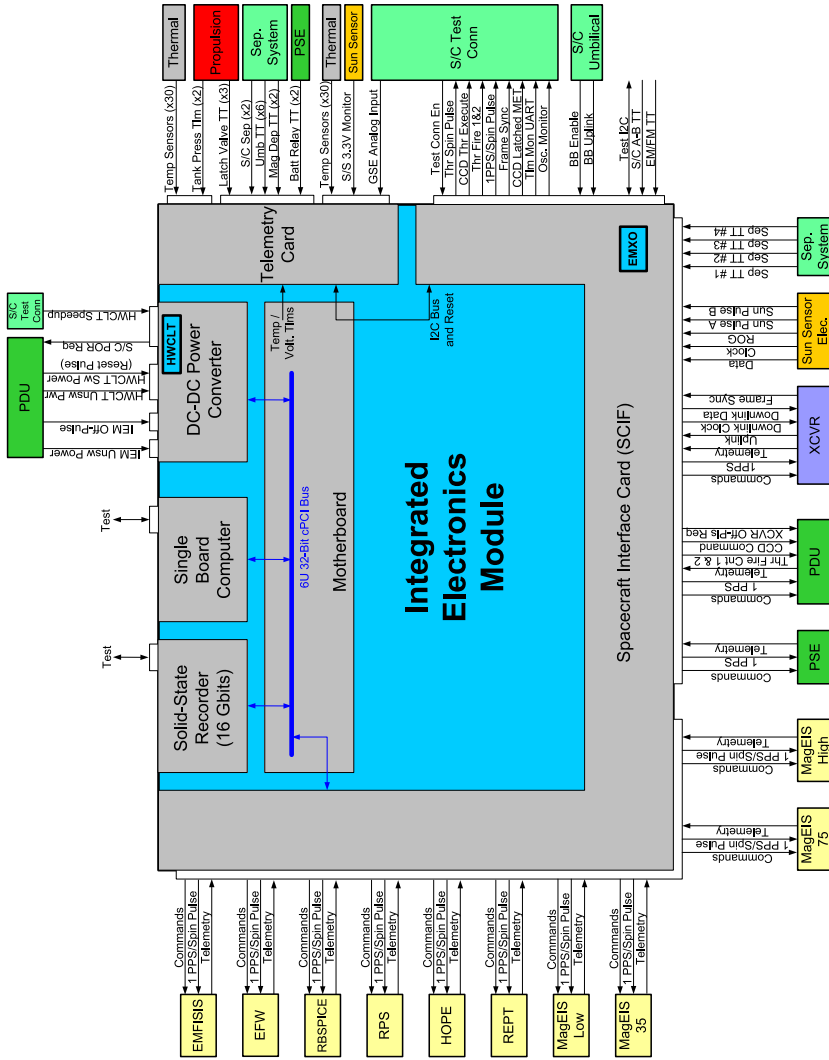 Thermal
Propulsion
Sep.
System
PSE
Thermal
Sun Sensor
S/C Test
Conn
S/C
Umbilical
Temp Sensors (x30)
Tank Press Tlm (x2)
Latch Valve TT (x3)
S/C Sep (x2)
Umb TT (x6)
Mag Dep TT (x2)
Batt Relay TT (x2)
Temp Sensors (x30)
S/S 3.3V Monitor
GSE Analog Input
Test Conn En
Thr Spin Pulse
CCD Thr Execute
Thr Fire 1&2
1PPS/Spin Pulse
Frame Sync
CCD Latched MET
Tlm Mon UART
Osc. Monitor
BB Enable
BB Uplink
Test I2C
S/C A-B TT
EM/FM TT
S/C
Test
Conn
HWCLT Speedup
PDU
S/C POR Req
(Reset Pulse)
HWCLT Sw Power
HWCLT Unsw Pwr
IEM Off-Pulse
IEM Unsw Power
Test
Test
Telemetry
Card
EMXO
HWCLT
DC-DC Power
Converter
Single
Board
Computer
Solid-State
Recorder
(16 Gbits)
Temp /
Volt. Tlms
I2C Bus
and Reset
6U 32-Bit cPCI Bus
Motherboard
Integrated
Electronics
Module
Spacecraft Interface Card (SCIF)
Sep TT #4
Sep TT #3
Sep TT #2
Sep TT #1
Sep.
System
Sun Pulse B
Sun Pulse A
ROG
Clock
Data
Sun Sensor
Elec.
Frame Sync
Downlink Data
Downlink Clock
Uplink
Telemetry
1PPS
Commands
XCVR
XCVR Pls-Off Req
CCD Command
Thr Fire Cnt 1 & 2
Telemetry
1 PPS
Commands
PDU
Telemetry
1 PPS
Commands
PSE
Telemetry
1 PPS/Spin Pulse
Commands
MagEIS
High
Telemetry
1 PPS/Spin Pulse
Commands
MagEIS
75
Commands
1 PPS/Spin Pulse
Telemetry
EMFISIS
Commands
1 PPS/Spin Pulse
Telemetry
EFW
Commands
1 PPS/Spin Pulse
Telemetry
RBSPICE
Commands
1 PPS/Spin Pulse
Telemetry
RPS
Commands
1 PPS/Spin Pulse
Telemetry
HOPE
Commands
1 PPS/Spin Pulse
Telemetry
REPT
Commands
1 PPS/Spin Pulse
Telemetry
MagEIS
Low
Commands
1 PPS/Spin Pulse
Telemetry
MagEIS
35